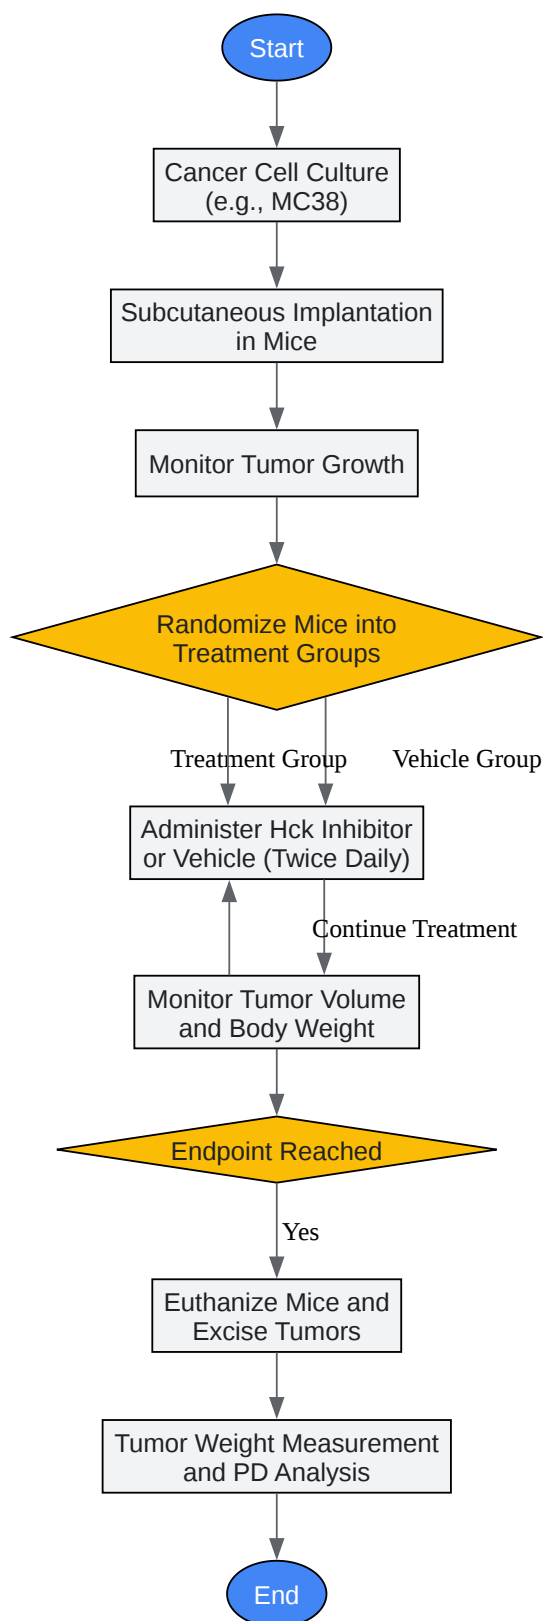 Start
Cancer Cell Culture
(e.g., MC38)
Subcutaneous Implantation
in Mice
Monitor Tumor Growth
Randomize Mice into
Treatment Groups
Treatment Group
Vehicle Group
Administer Hck Inhibitor
or Vehicle (Twice Daily)
Continue Treatment
Monitor Tumor Volume
and Body Weight
Endpoint Reached
Yes
Euthanize Mice and
Excise Tumors
Tumor Weight Measurement
and PD Analysis
End